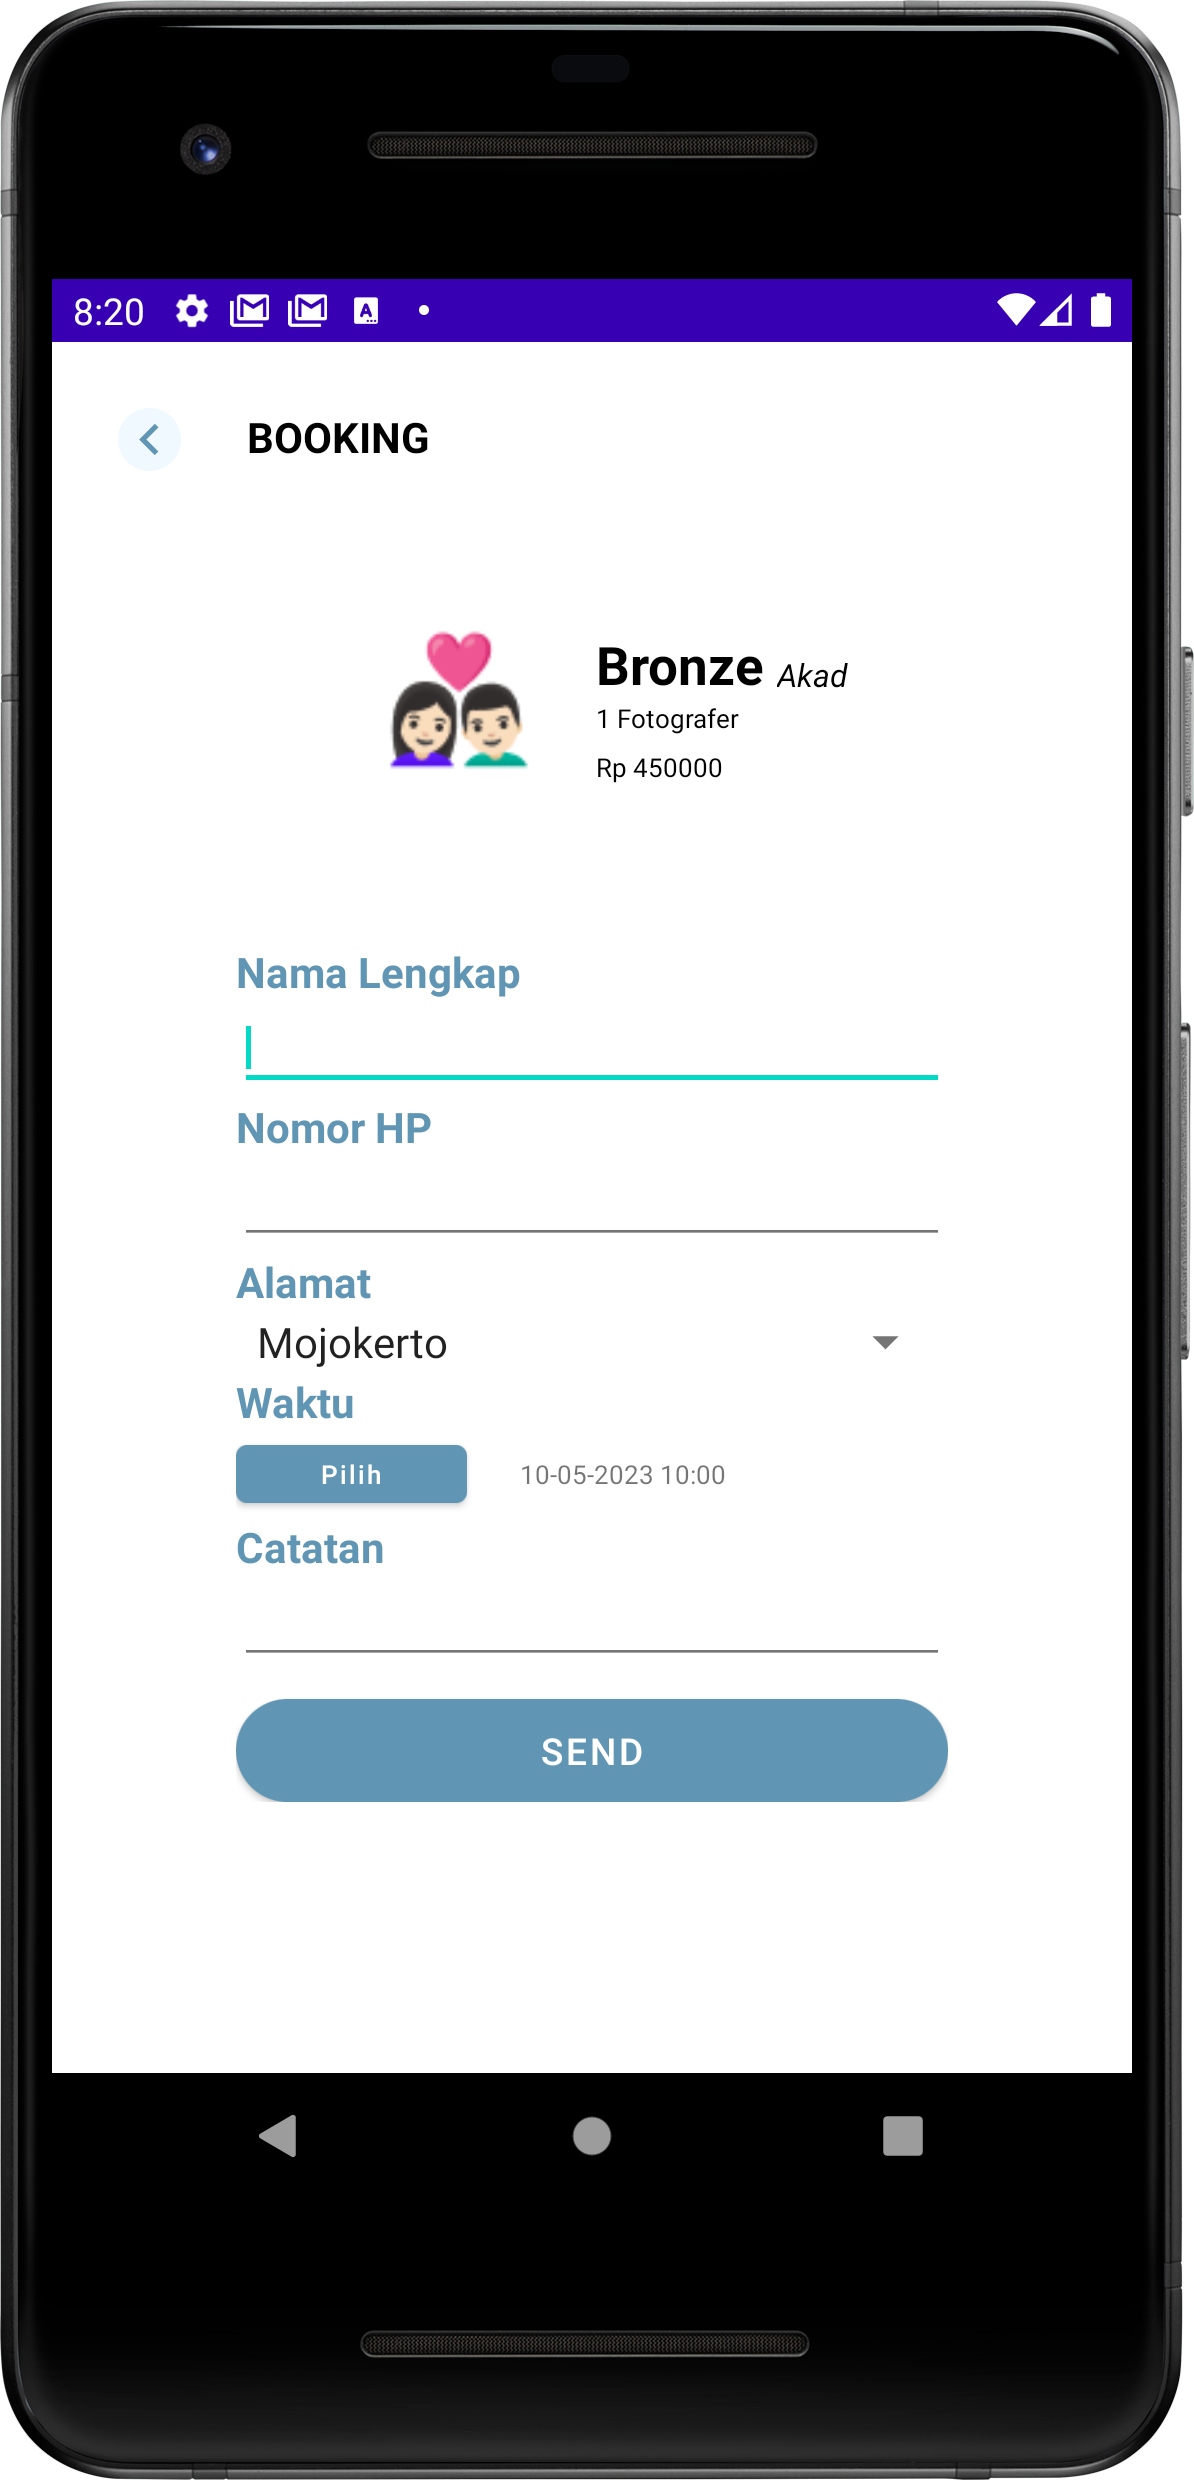 8:20
BOOKING
Bronze Akad
1 Fotografer
Rp 450000
Nama Lengkap
Nomor HP
Alamat
Mojokerto
Waktu
Pilih 10-05-2023 10:00
Catatan
SEND